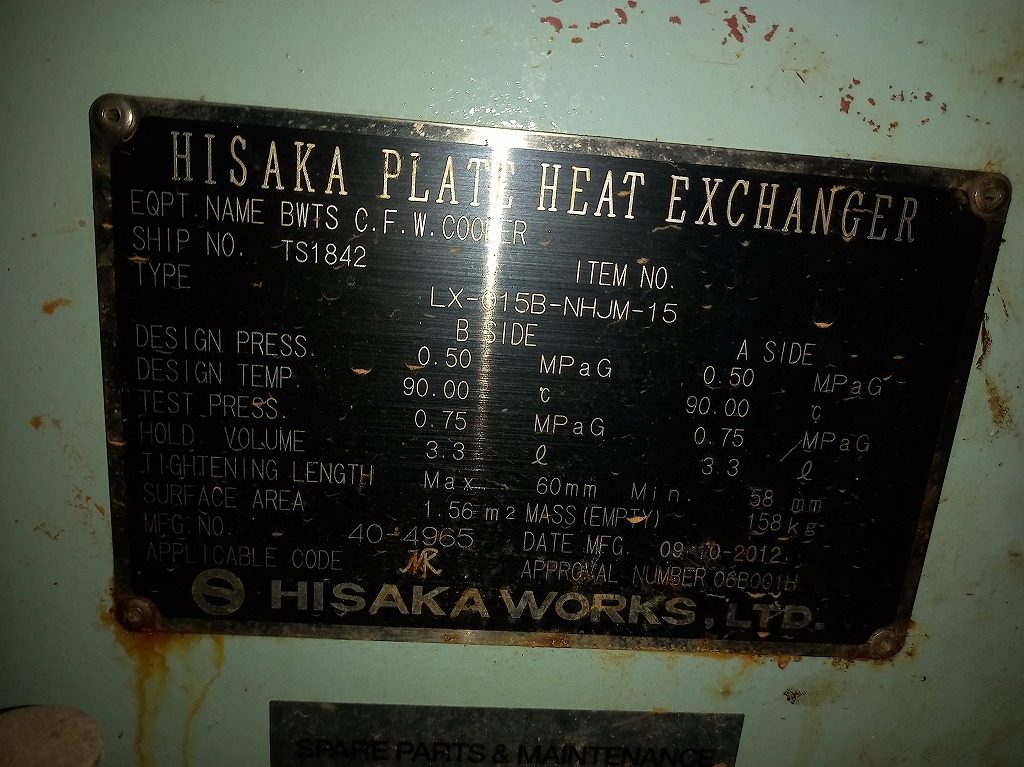 HISAKA PLATE HEAT EXCHANGER
EQPT. NAME BWTS C.F.W.COOLER
SHIP NO. TS1842 ITEM NO.
TYPE LX-015B-NHJM-15
B SIDE A SIDE
DESIGN PRESS. 0.50 MPaG 0.50 MPaG
DESIGN TEMP. 90.00 ℃ 90.00 ℃
TEST PRESS. 0.75 MPaG 0.75 MPaG
HOLD. VOLUME 3.3 ℓ 3.3 ℓ
TIGHTENING LENGTH Max. 60mm Min. 58 mm
SURFACE AREA 1.56 m2 MASS(EMPTY) 158kg
MFG.NO. 40-4965 DATE MFG. 09-10-2012.
APPLICABLE CODE NR APPROVAL NUMBER 06B001H
HISAKA WORKS, LTD.
SPARE PARTS & MAINTENANCE